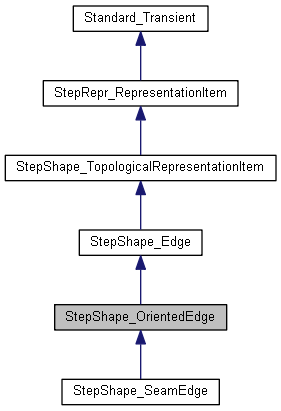 Standard_Transient
StepRepr_RepresentationItem
StepShape_TopologicalRepresentationItem
StepShape_Edge
StepShape_OrientedEdge
StepShape_SeamEdge